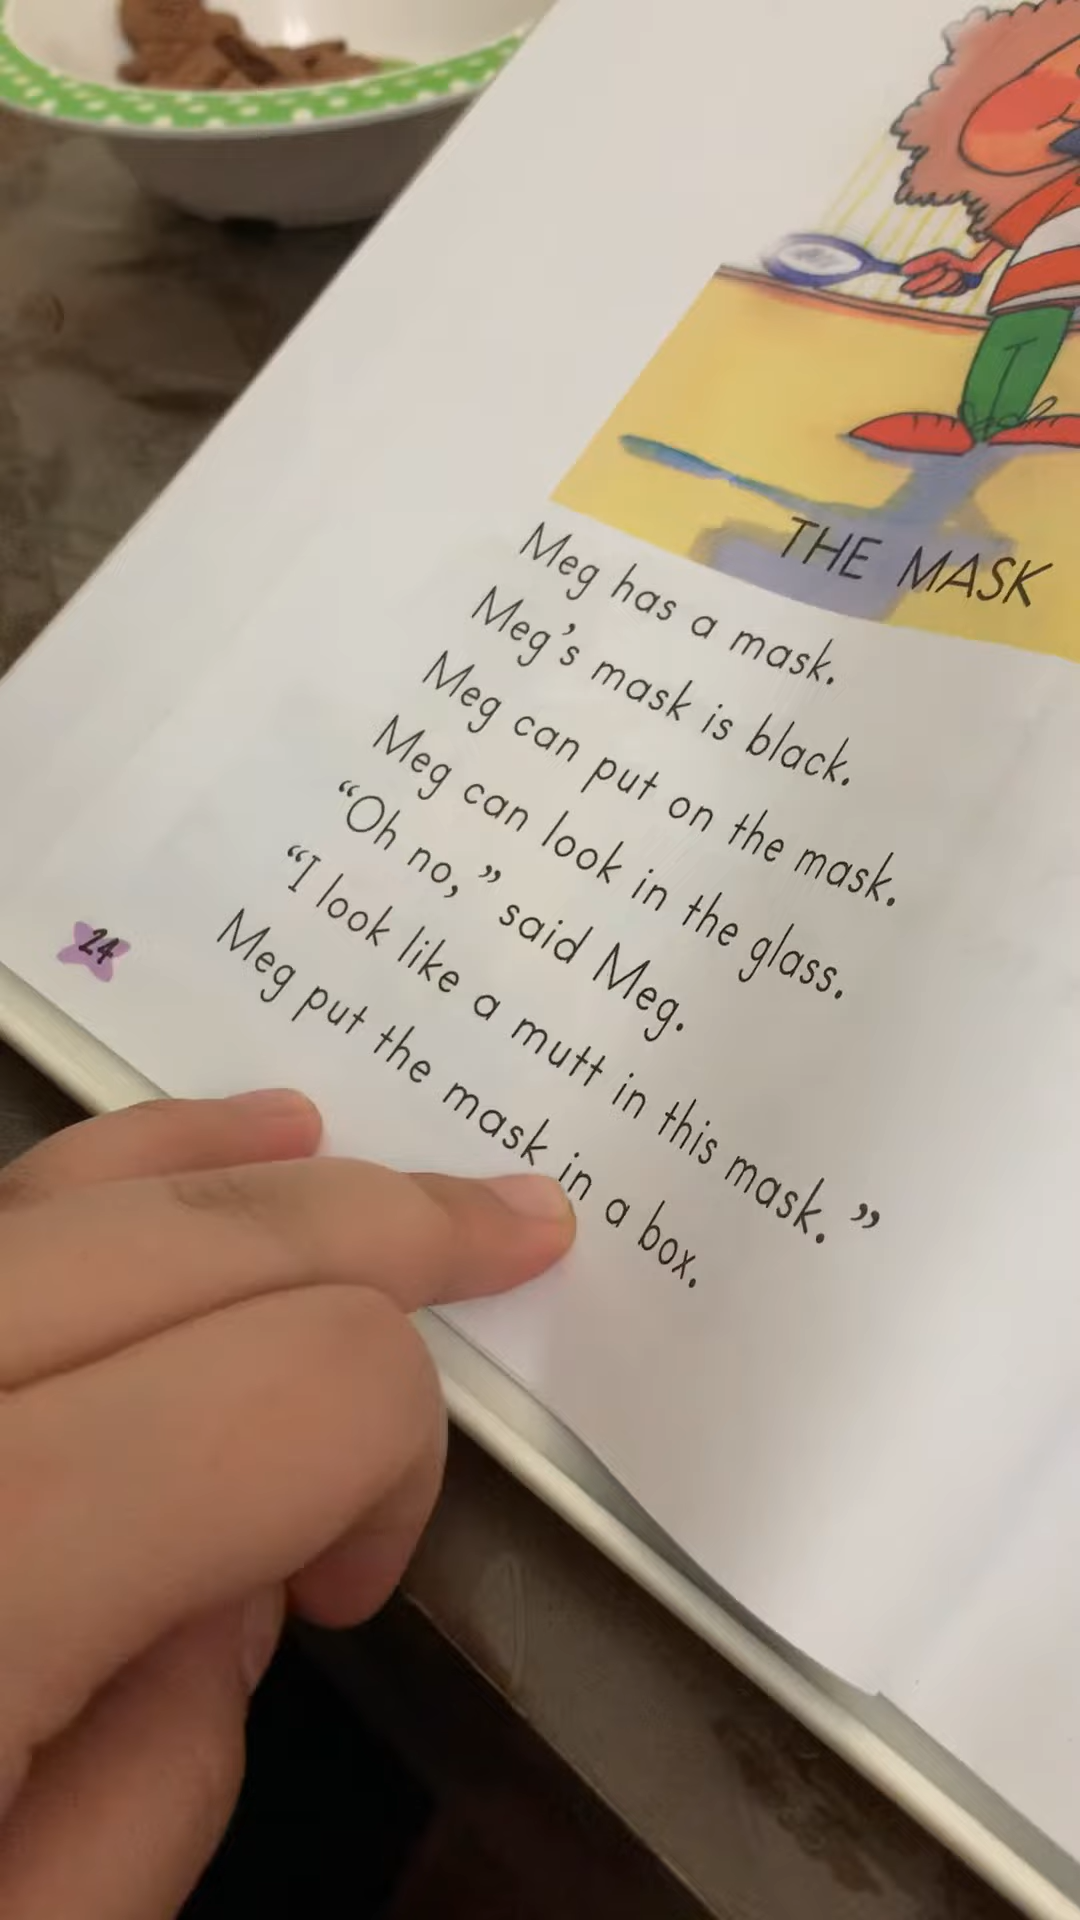 THE MASK
Meg has a mask.
Meg's mask is black.
Meg can put on the mask.
Meg can look in the glass.
“Oh no,” said Meg.
“I look like a mutt in this mask.”
Meg put the mask in a box.
24